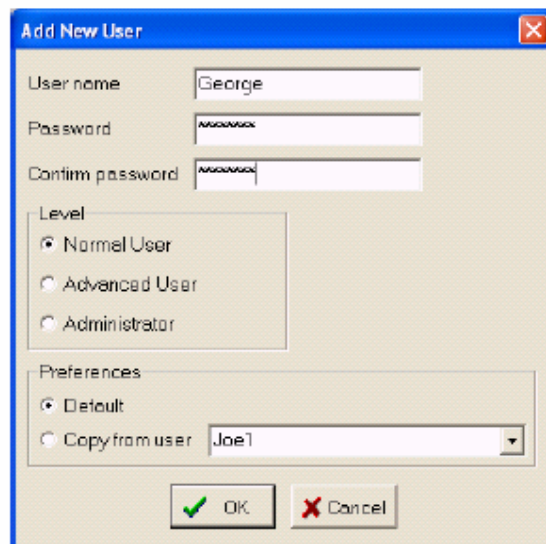 Add New User
User name George
Password ********
Confirm password ********
Level
Normal User
Advanced User
Administrator
Preferences
Default
Copy from user Joe1
OK Cancel